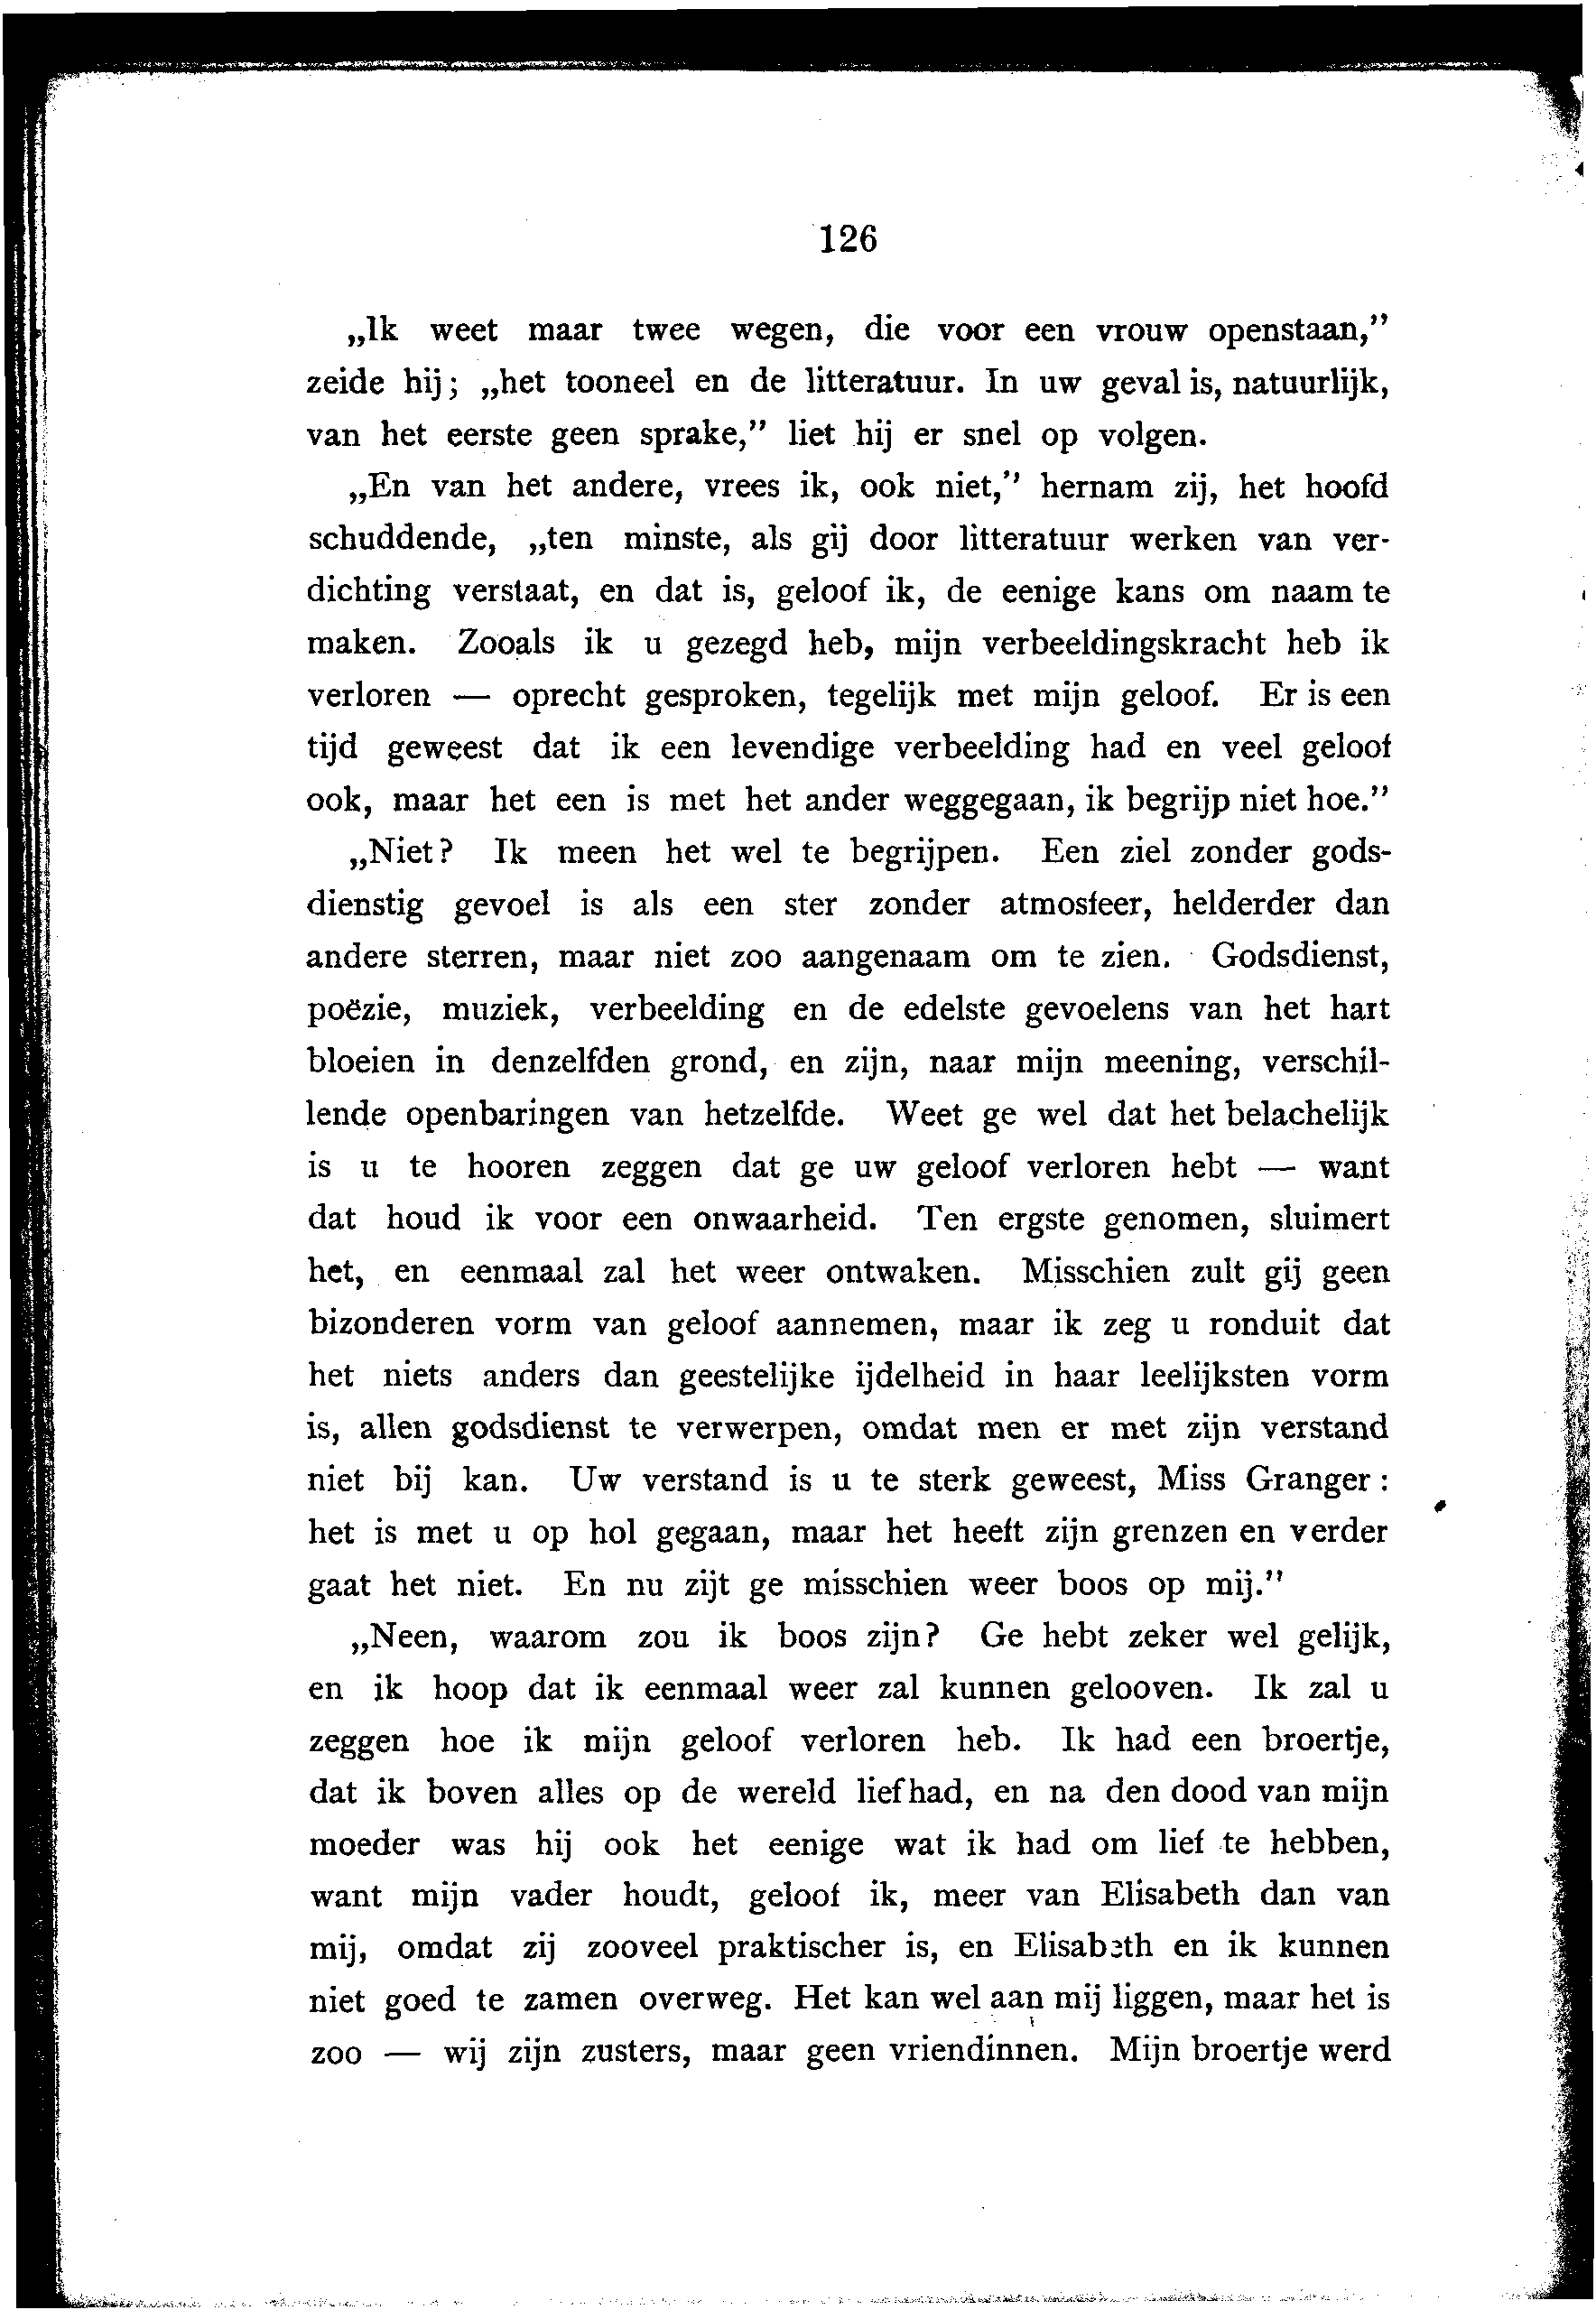 126
„Ik weet maar twee wegen, die voor een vrouw openstaan,”
zeide hij; „het tooneel en de litteratuur. In uw geval is, natuurlijk,
van het eerste geen sprake,” liet hij er snel op volgen.
„En van het andere, vrees ik, ook niet,” hernam zij, het hoofd
schuddende, „ten minste, als gij door litteratuur werken van ver-
dichting verstaat, en dat is, geloof ik, de eenige kans om naam te
maken. Zooals ik u gezegd heb, mijn verbeeldingskracht heb ik
verloren — oprecht gesproken, tegelijk met mijn geloof. Er is een
tijd geweest dat ik een levendige verbeelding had en veel geloof
ook, maar het een is met het ander weggegaan, ik begrijp niet hoe.”
„Niet? Ik meen het wel te begrijpen. Een ziel zonder gods-
dienstig gevoel is als een ster zonder atmosfeer, helderder dan
andere sterren, maar niet zoo aangenaam om te zien. Godsdienst,
poëzie, muziek, verbeelding en de edelste gevoelens van het hart
bloeien in denzelfden grond, en zijn, naar mijn meening, verschil-
lende openbaringen van hetzelfde. Weet ge wel dat het belachelijk
is u te hooren zeggen dat ge uw geloof verloren hebt — want
dat houd ik voor een onwaarheid. Ten ergste genomen, sluimert
het, en eenmaal zal het weer ontwaken. Misschien zult gij geen
bizonderen vorm van geloof aannemen, maar ik zeg u ronduit dat
het niets anders dan geestelijke ijdelheid in haar leelijksten vorm
is, allen godsdienst te verwerpen, omdat men er met zijn verstand
niet bij kan. Uw verstand is u te sterk geweest, Miss Granger:
het is met u op hol gegaan, maar het heeft zijn grenzen en verder
gaat het niet. En nu zijt ge misschien weer boos op mij.”
„Neen, waarom zou ik boos zijn? Ge hebt zeker wel gelijk,
en ik hoop dat ik eenmaal weer zal kunnen gelooven. Ik zal u
zeggen hoe ik mijn geloof verloren heb. Ik had een broertje,
dat ik boven alles op de wereld liefhad, en na den dood van mijn
moeder was hij ook het eenige wat ik had om lief te hebben,
want mijn vader houdt, geloof ik, meer van Elisabeth dan van
mij, omdat zij zooveel praktischer is, en Elisabeth en ik kunnen
niet goed te zamen overweg. Het kan wel aan mij liggen, maar het is
zoo — wij zijn zusters, maar geen vriendinnen. Mijn broertje werd